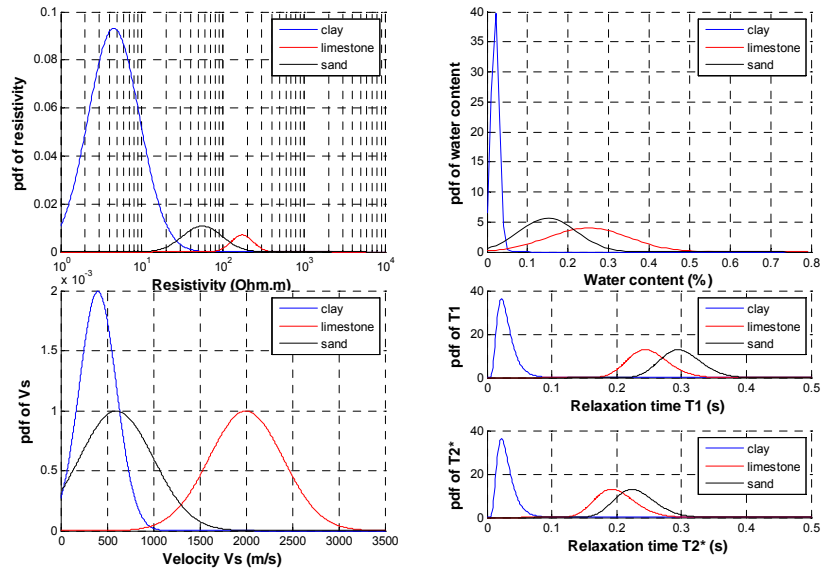 0.1
0.08
0.06
0.04
0.02
0
pdf of resistivity
10^0
10^1
10^2
10^3
10^4
Resistivity (Ohm.m)
clay
limestone
sand
40
35
30
25
20
15
10
5
0
pdf of water content
0
0.1
0.2
0.3
0.4
0.5
0.6
0.7
0.8
Water content (%)
clay
limestone
sand
x 10^-3
2
1.5
1
0.5
0
pdf of Vs
0
500
1000
1500
2000
2500
3000
3500
Velocity Vs (m/s)
clay
limestone
sand
40
20
0
pdf of T1
0
0.1
0.2
0.3
0.4
0.5
Relaxation time T1 (s)
clay
limestone
sand
40
20
0
pdf of T2*
0
0.1
0.2
0.3
0.4
0.5
Relaxation time T2* (s)
clay
limestone
sand